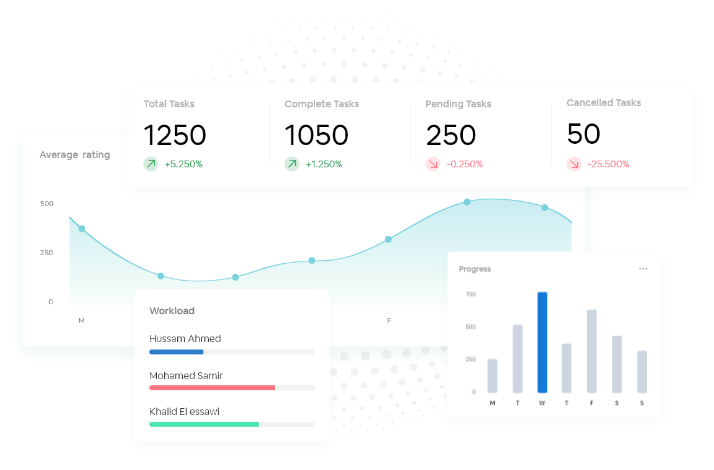 Total Tasks
1250
+5.250%
Complete Tasks
1050
+1.250%
Pending Tasks
250
-0.250%
Cancelled Tasks
50
-25.500%
Average rating
500
250
0
M
F
Workload
Hussam Ahmed
Mohamed Samir
Khalid El essawi
Progress
750
500
250
0
M T W T F S S